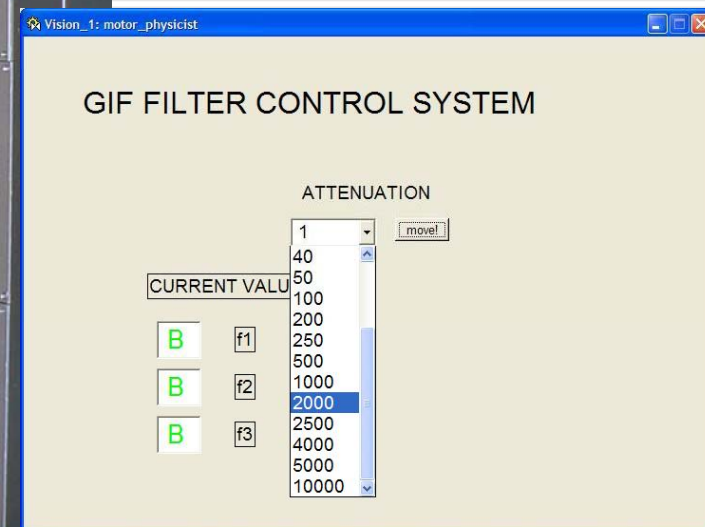 Vision_1: motor_physicist
GIF FILTER CONTROL SYSTEM
ATTENUATION
1
move!
40
50
100
200
250
500
1000
2000
2500
4000
5000
10000
CURRENT VALU
B f1
B f2
B f3